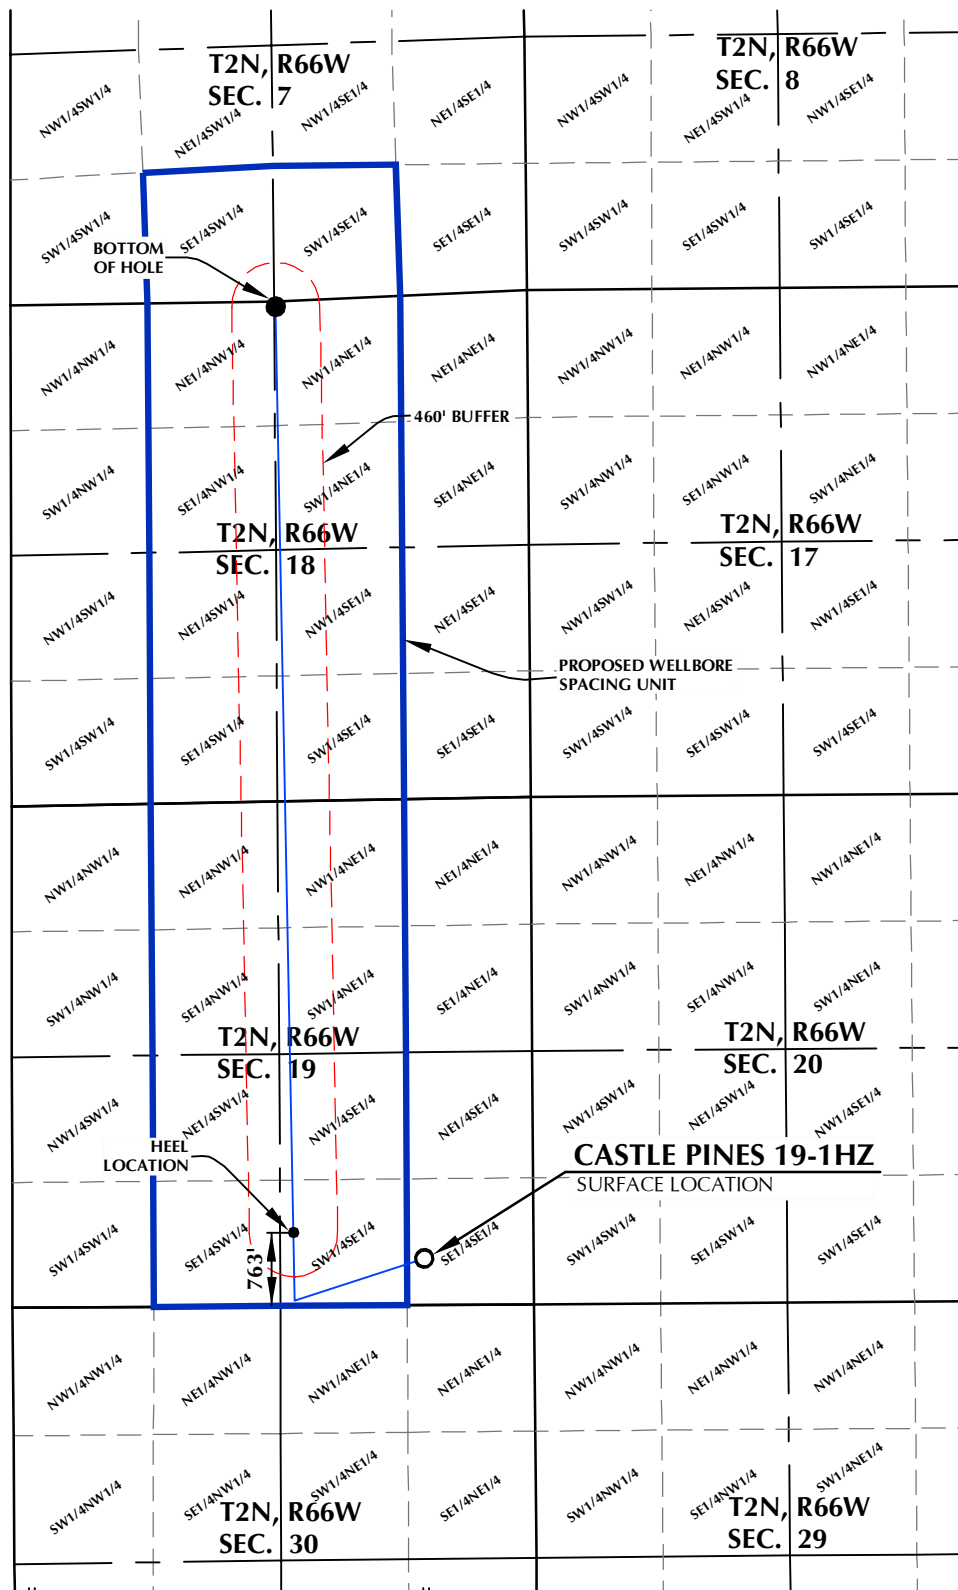 T2N, R66W
SEC. 7
T2N, R66W
SEC. 8
NW1/4SW1/4
NE1/4SW1/4
NW1/4SE1/4
NE1/4SE1/4
NW1/4SW1/4
NE1/4SW1/4
NW1/4SE1/4
SW1/4SW1/4
SE1/4SW1/4
SW1/4SE1/4
SE1/4SE1/4
SW1/4SW1/4
SE1/4SW1/4
SW1/4SE1/4
BOTTOM
OF HOLE
NW1/4NW1/4
NE1/4NW1/4
NW1/4NE1/4
NE1/4NE1/4
NW1/4NW1/4
NE1/4NW1/4
NW1/4NE1/4
460' BUFFER
SW1/4NW1/4
SE1/4NW1/4
SW1/4NE1/4
SE1/4NE1/4
SW1/4NW1/4
SE1/4NW1/4
SW1/4NE1/4
T2N, R66W
SEC. 18
T2N, R66W
SEC. 17
NW1/4SW1/4
NE1/4SW1/4
NW1/4SE1/4
NE1/4SE1/4
NW1/4SW1/4
NE1/4SW1/4
NW1/4SE1/4
PROPOSED WELLBORE
SPACING UNIT
SW1/4SW1/4
SE1/4SW1/4
SW1/4SE1/4
SE1/4SE1/4
SW1/4SW1/4
SE1/4SW1/4
SW1/4SE1/4
NW1/4NW1/4
NE1/4NW1/4
NW1/4NE1/4
NE1/4NE1/4
NW1/4NW1/4
NE1/4NW1/4
NW1/4NE1/4
SW1/4NW1/4
SE1/4NW1/4
SW1/4NE1/4
SE1/4NE1/4
SW1/4NW1/4
SE1/4NW1/4
SW1/4NE1/4
T2N, R66W
SEC. 19
T2N, R66W
SEC. 20
NW1/4SW1/4
NE1/4SW1/4
NW1/4SE1/4
NE1/4SE1/4
NW1/4SW1/4
NE1/4SW1/4
NW1/4SE1/4
HEEL
LOCATION
CASTLE PINES 19-1HZ
SURFACE LOCATION
SW1/4SW1/4
SE1/4SW1/4
SW1/4SE1/4
SE1/4SE1/4
SW1/4SW1/4
SE1/4SW1/4
SW1/4SE1/4
763'
NW1/4NW1/4
NE1/4NW1/4
NW1/4NE1/4
NE1/4NE1/4
NW1/4NW1/4
NE1/4NW1/4
NW1/4NE1/4
SW1/4NW1/4
SE1/4NW1/4
SW1/4NE1/4
SE1/4NE1/4
SW1/4NW1/4
SE1/4NW1/4
SW1/4NE1/4
T2N, R66W
SEC. 30
T2N, R66W
SEC. 29